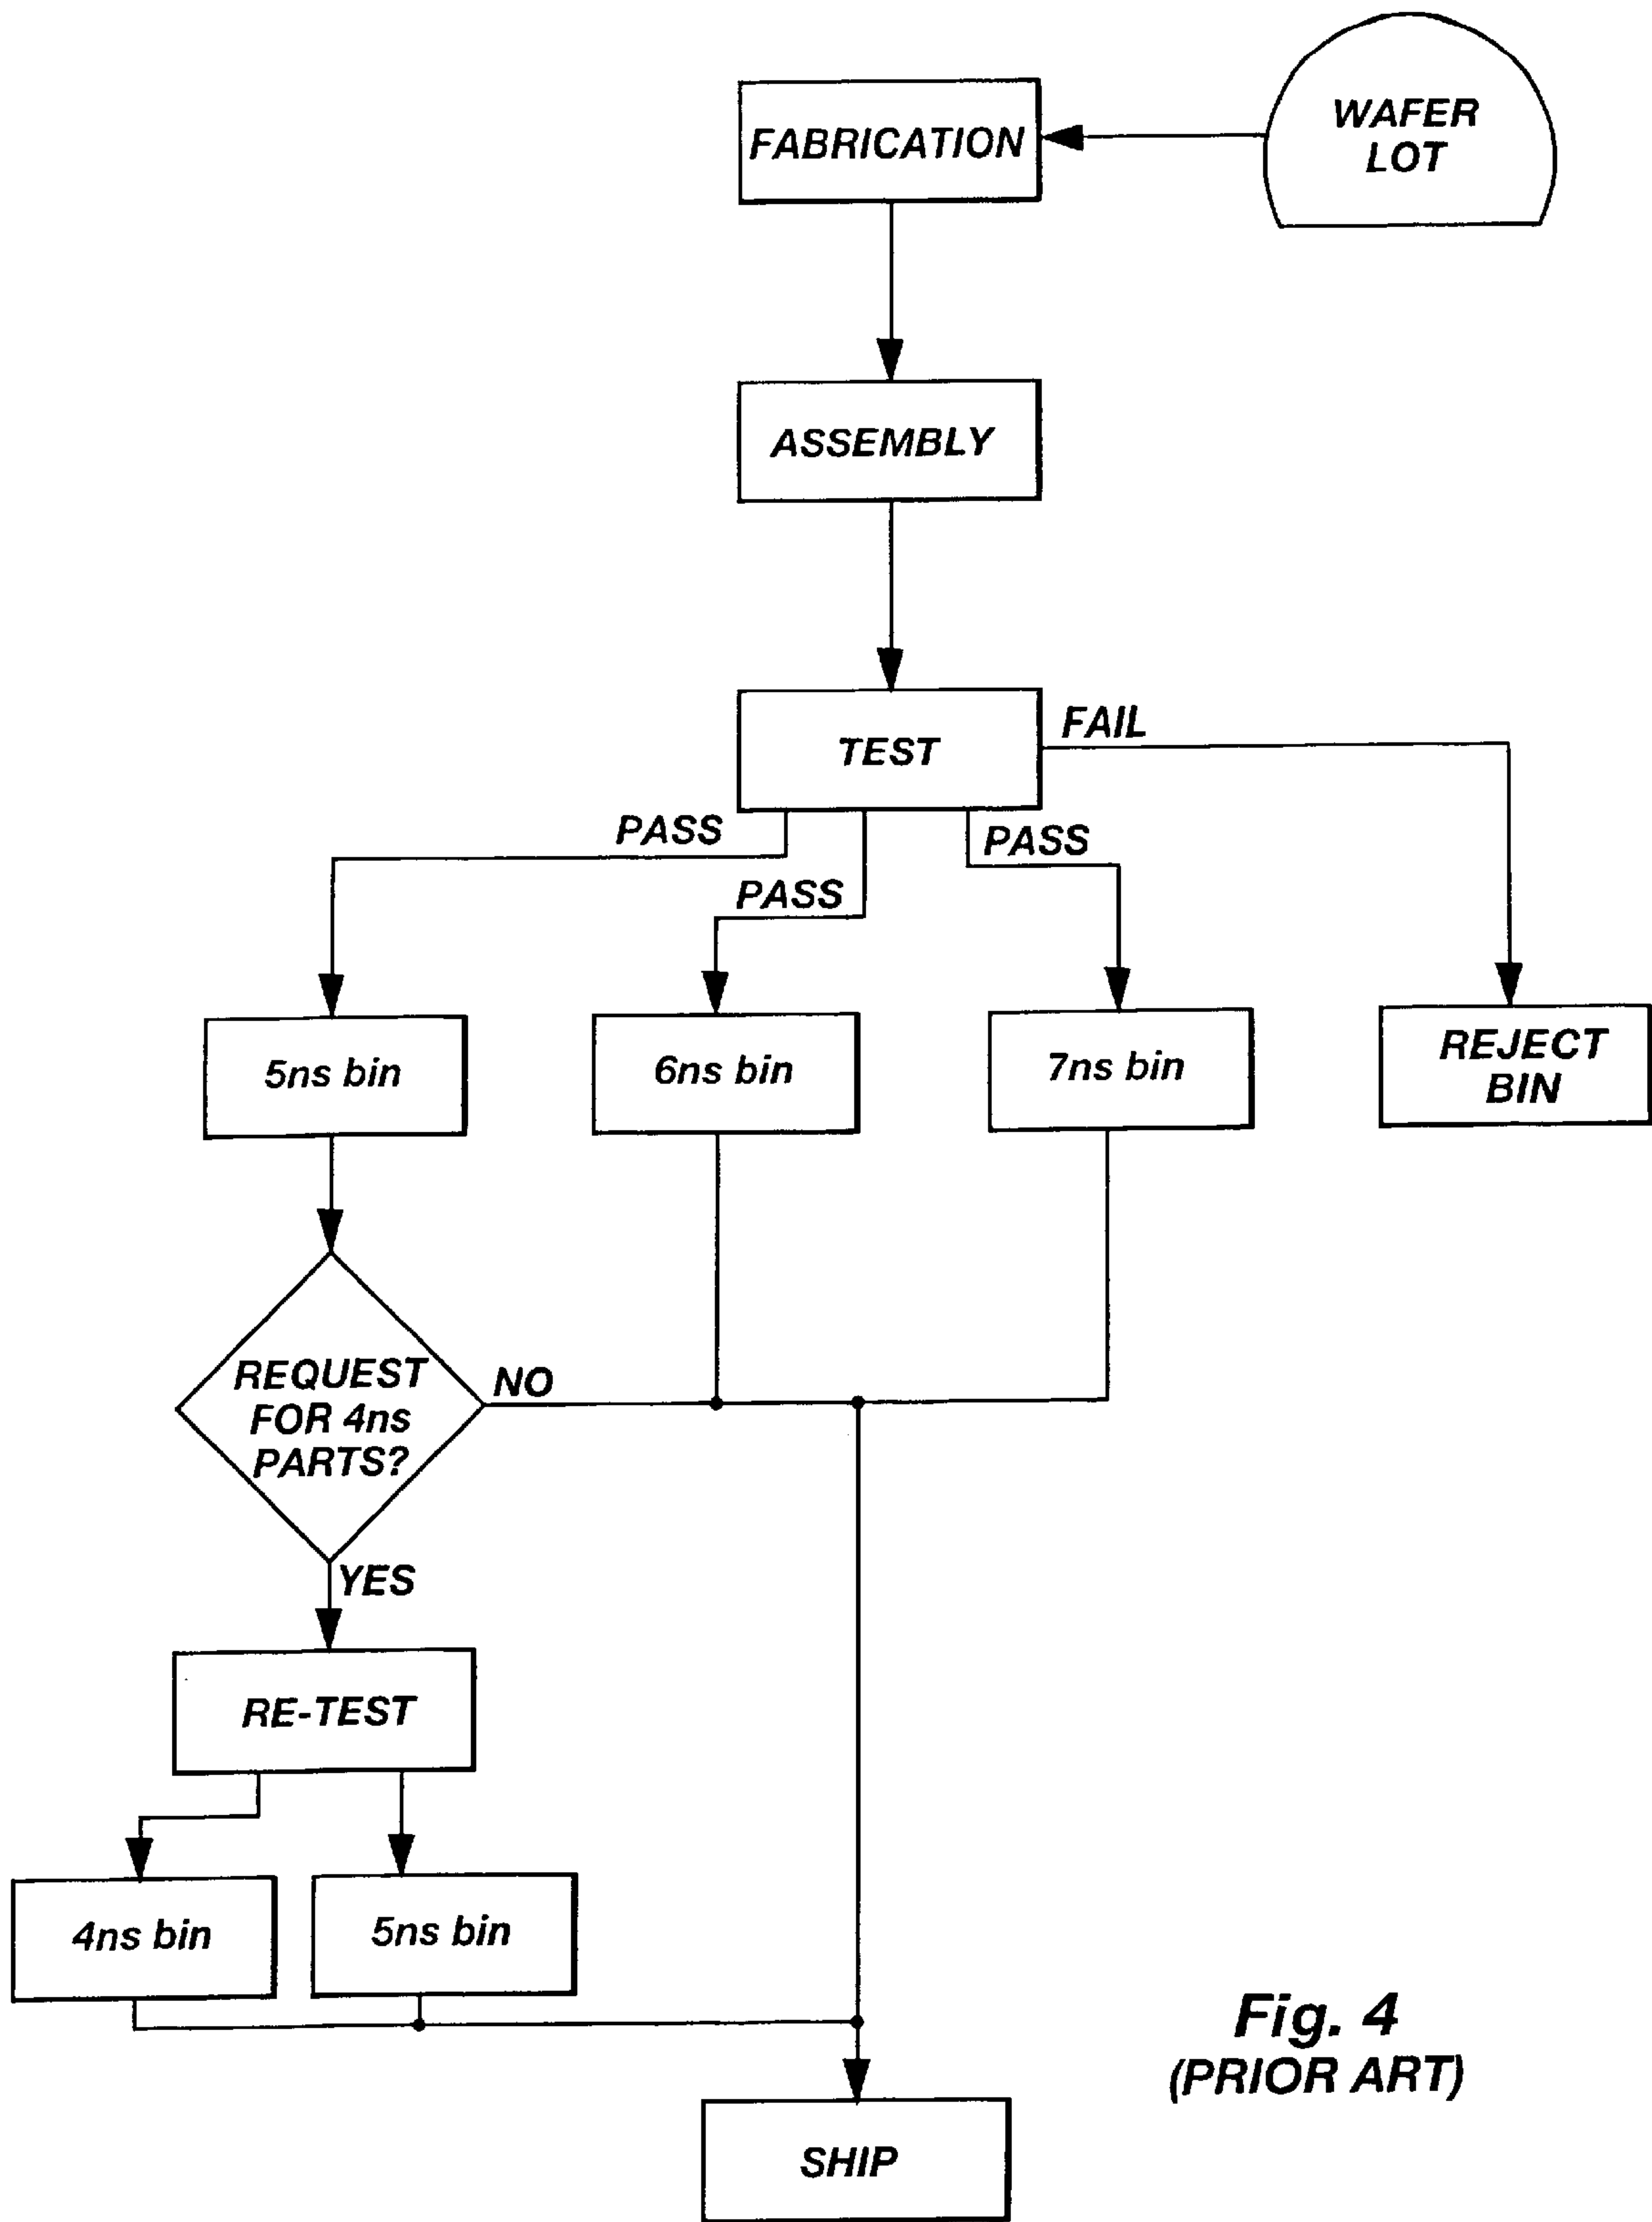 WAFER
LOT
FABRICATION
ASSEMBLY
TEST
FAIL
PASS
PASS
PASS
5ns bin
6ns bin
7ns bin
REJECT
BIN
REQUEST
FOR 4ns
PARTS?
NO
YES
RE-TEST
4ns bin
5ns bin
Fig. 4
(PRIOR ART)
SHIP